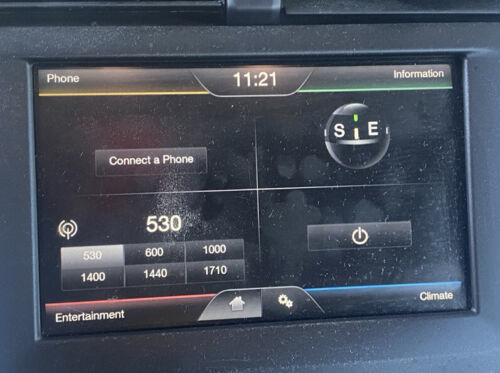 Phone
11:21
Information
S E
Connect a Phone
530
530 600 1000
1400 1440 1710
Entertainment
Climate